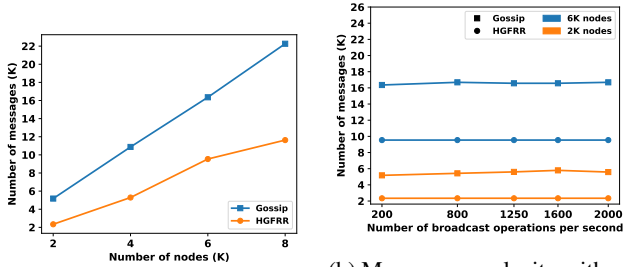 22
20
18
16
14
12
10
8
6
4
2
Number of messages (K)
2 4 6 8
Number of nodes (K)
Gossip
HGFRR
26
24
22
20
18
16
14
12
10
8
6
4
2
Number of messages (K)
Gossip 6K nodes
HGFRR 2K nodes
200 800 1250 1600 2000
Number of broadcast operations per second